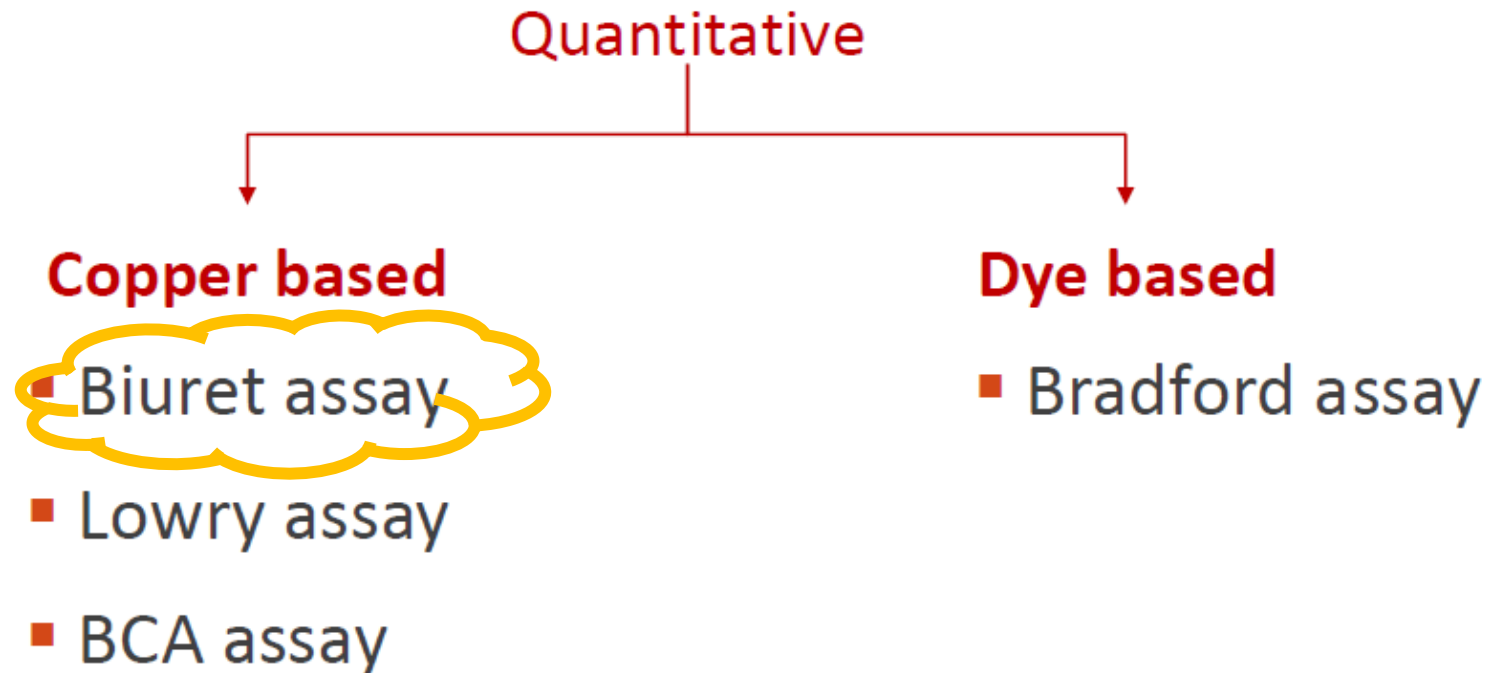 Quantitative
Copper based
▪ Biuret assay
▪ Lowry assay
▪ BCA assay
Dye based
▪ Bradford assay